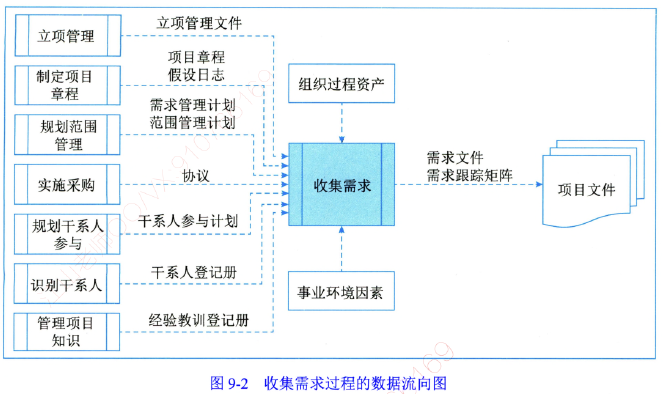 立项管理
立项管理文件
制定项目
章程
项目章程
假设日志
规划范围
管理
需求管理计划
范围管理计划
实施采购
协议
规划干系人
参与
干系人参与计划
识别干系人
干系人登记册
管理项目
知识
经验教训登记册
组织过程资产
收集需求
事业环境因素
需求文件
需求跟踪矩阵
项目文件
图 9-2 收集需求过程的数据流向图